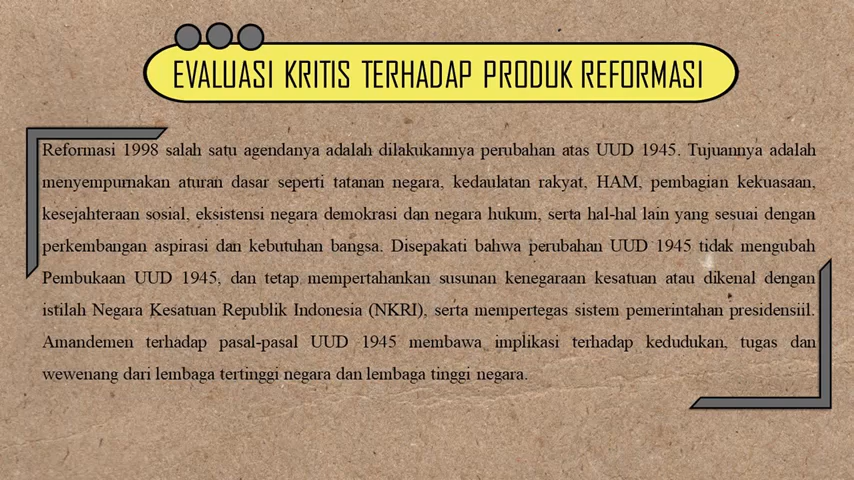 EVALUASI KRITIS TERHADAP PRODUK REFORMASI
Reformasi 1998 salah satu agendanya adalah dilakukannya perubahan atas UUD 1945. Tujuannya adalah
menyempurnakan aturan dasar seperti tatanan negara, kedaulatan rakyat, HAM, pembagian kekuasaan,
kesejahteraan sosial, eksistensi negara demokrasi dan negara hukum, serta hal-hal lain yang sesuai dengan
perkembangan aspirasi dan kebutuhan bangsa. Disepakati bahwa perubahan UUD 1945 tidak mengubah
Pembukaan UUD 1945, dan tetap mempertahankan susunan kenegaraan kesatuan atau dikenal dengan
istilah Negara Kesatuan Republik Indonesia (NKRI), serta mempertegas sistem pemerintahan presidensiil.
Amandemen terhadap pasal-pasal UUD 1945 membawa implikasi terhadap kedudukan, tugas dan
wewenang dari lembaga tertinggi negara dan lembaga tinggi negara.